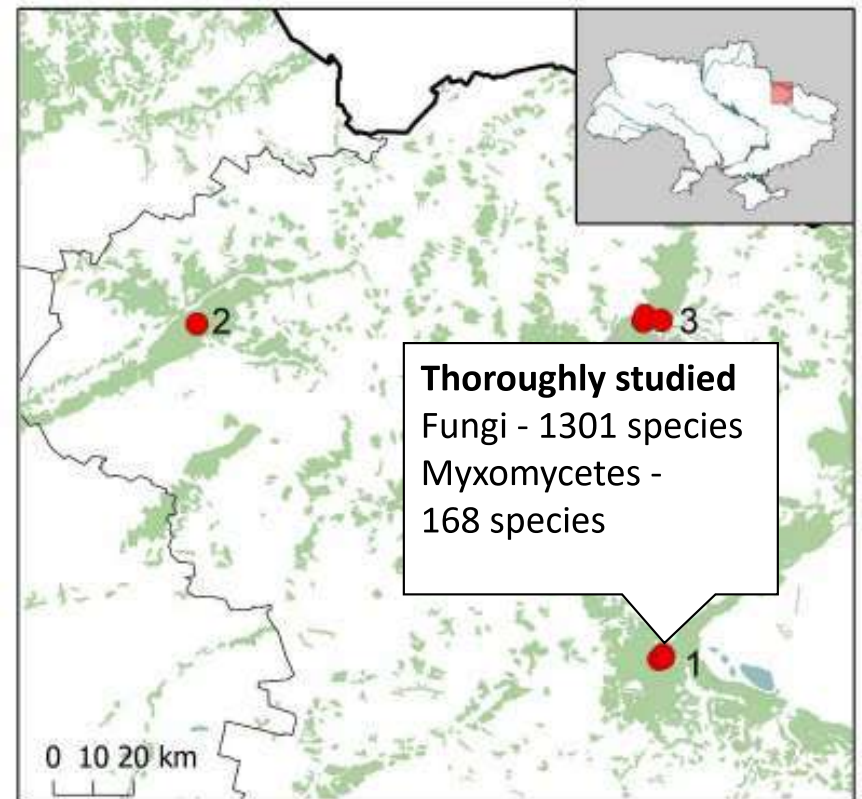 2
3
Thoroughly studied
Fungi - 1301 species
Myxomycetes -
168 species
1
0 10 20 km